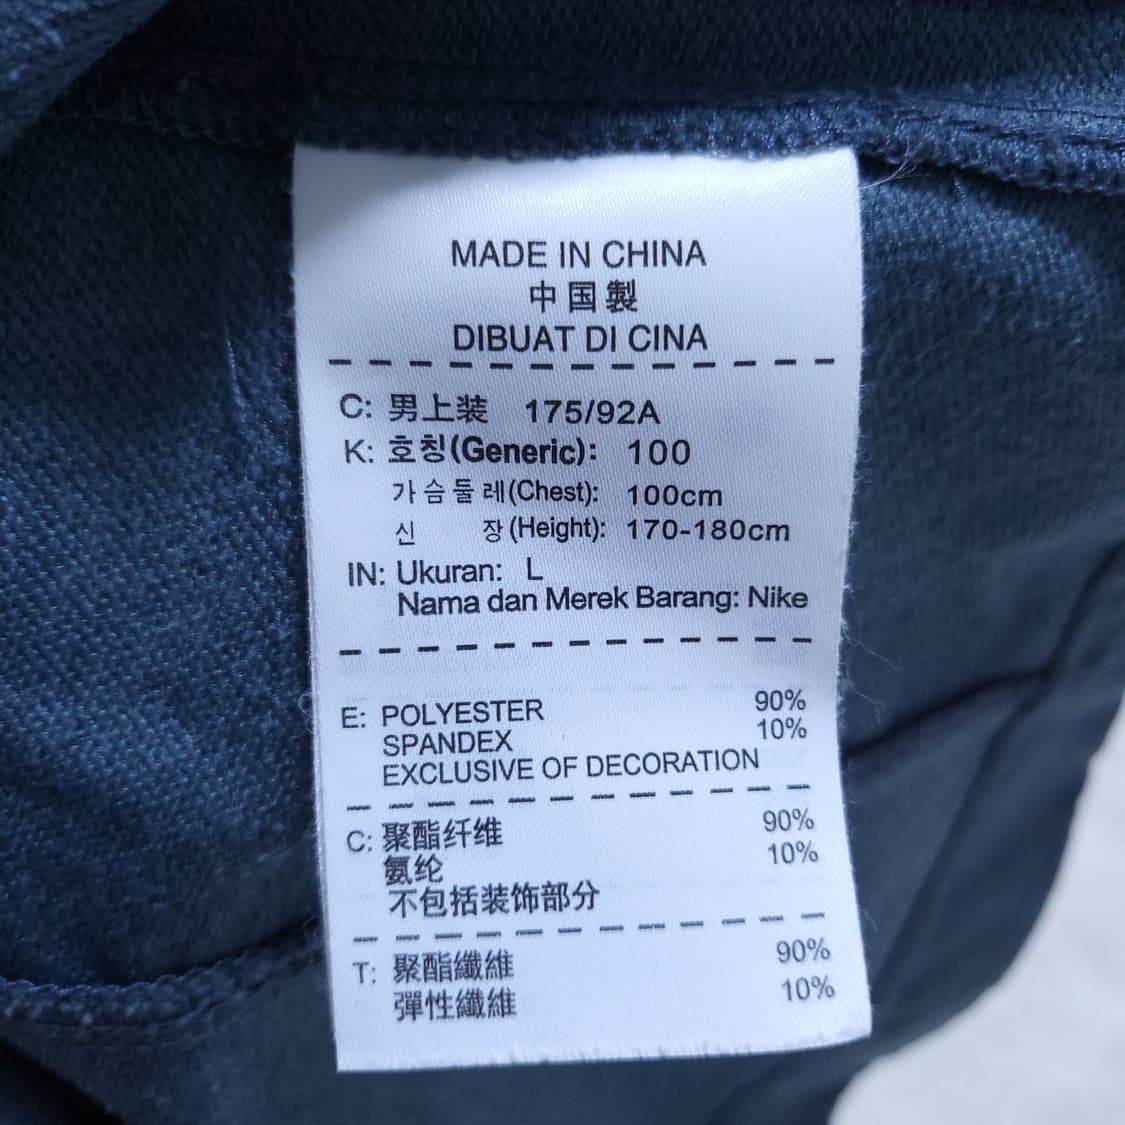 MADE IN CHINA
中国製
DIBUAT DI CINA
C: 男上装 175/92A
K: 호칭(Generic): 100
가슴둘레(Chest): 100cm
신 장(Height): 170-180cm
IN: Ukuran: L
Nama dan Merek Barang: Nike
E: POLYESTER 90%
SPANDEX 10%
EXCLUSIVE OF DECORATION
C: 聚酯纤维 90%
氨纶 10%
不包括装饰部分
T: 聚酯纖維 90%
彈性纖維 10%